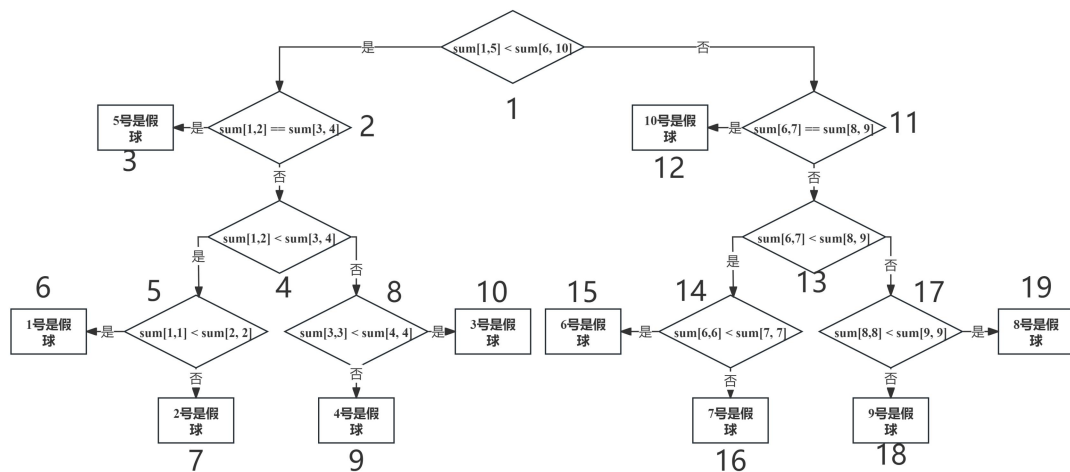 sum[1,5] < sum[6, 10]
是
否
1
5号是假
球
是
sum[1,2] == sum[3, 4]
2
3
否
10号是假
球
是
sum[6,7] == sum[8, 9]
11
12
否
sum[1,2] < sum[3, 4]
是
否
4
sum[6,7] < sum[8, 9]
是
否
13
6
1号是假
球
是
5
sum[1,1] < sum[2, 2]
否
2号是假
球
7
8
sum[3,3] < sum[4, 4]
是
10
3号是假
球
否
4号是假
球
9
15
6号是假
球
是
14
sum[6,6] < sum[7, 7]
否
7号是假
球
16
17
sum[8,8] < sum[9, 9]
是
19
8号是假
球
否
9号是假
球
18